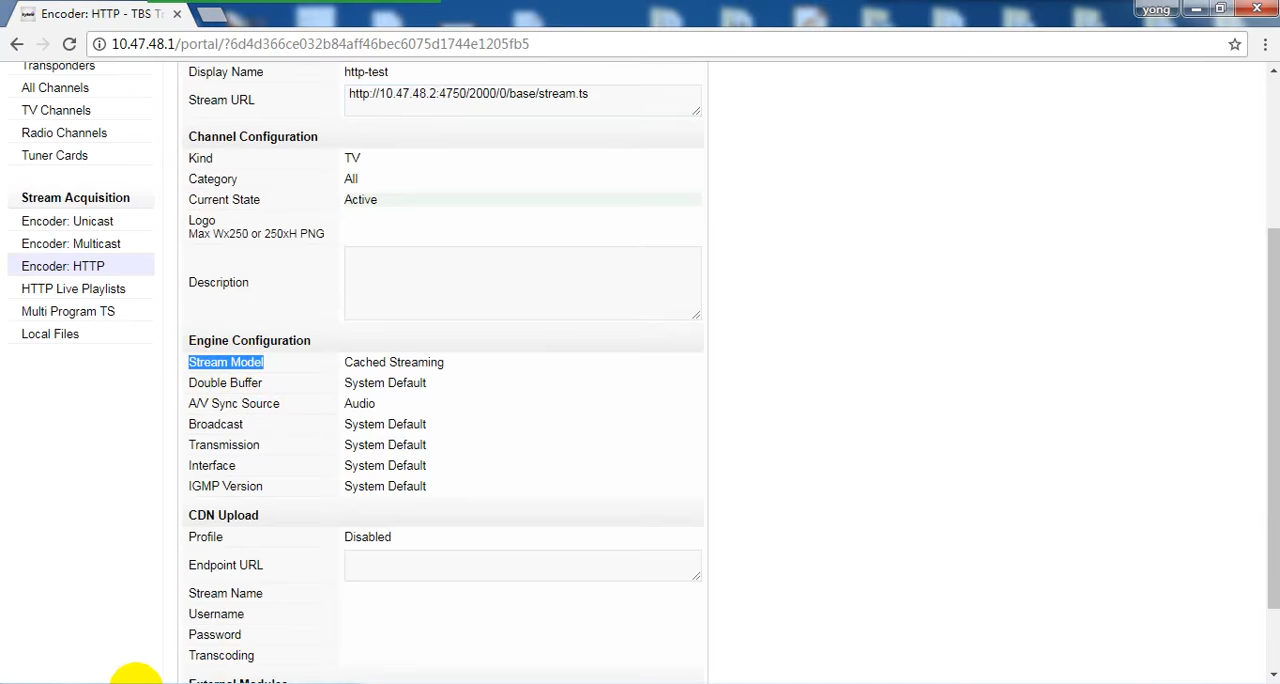 Encoder: HTTP - TBS T
yong
10.47.48.1/portal/?6d4d366ce032b84aff46bec6075d1744e1205fb5
Transponders
All Channels
TV Channels
Radio Channels
Tuner Cards
Stream Acquisition
Encoder: Unicast
Encoder: Multicast
Encoder: HTTP
HTTP Live Playlists
Multi Program TS
Local Files
Display Name http-test
Stream URL http://10.47.48.2:4750/2000/0/base/stream.ts
Channel Configuration
Kind TV
Category All
Current State Active
Logo
Max Wx250 or 250xH PNG
Description
Engine Configuration
Stream Model Cached Streaming
Double Buffer System Default
A/V Sync Source Audio
Broadcast System Default
Transmission System Default
Interface System Default
IGMP Version System Default
CDN Upload
Profile Disabled
Endpoint URL
Stream Name
Username
Password
Transcoding
External Modules